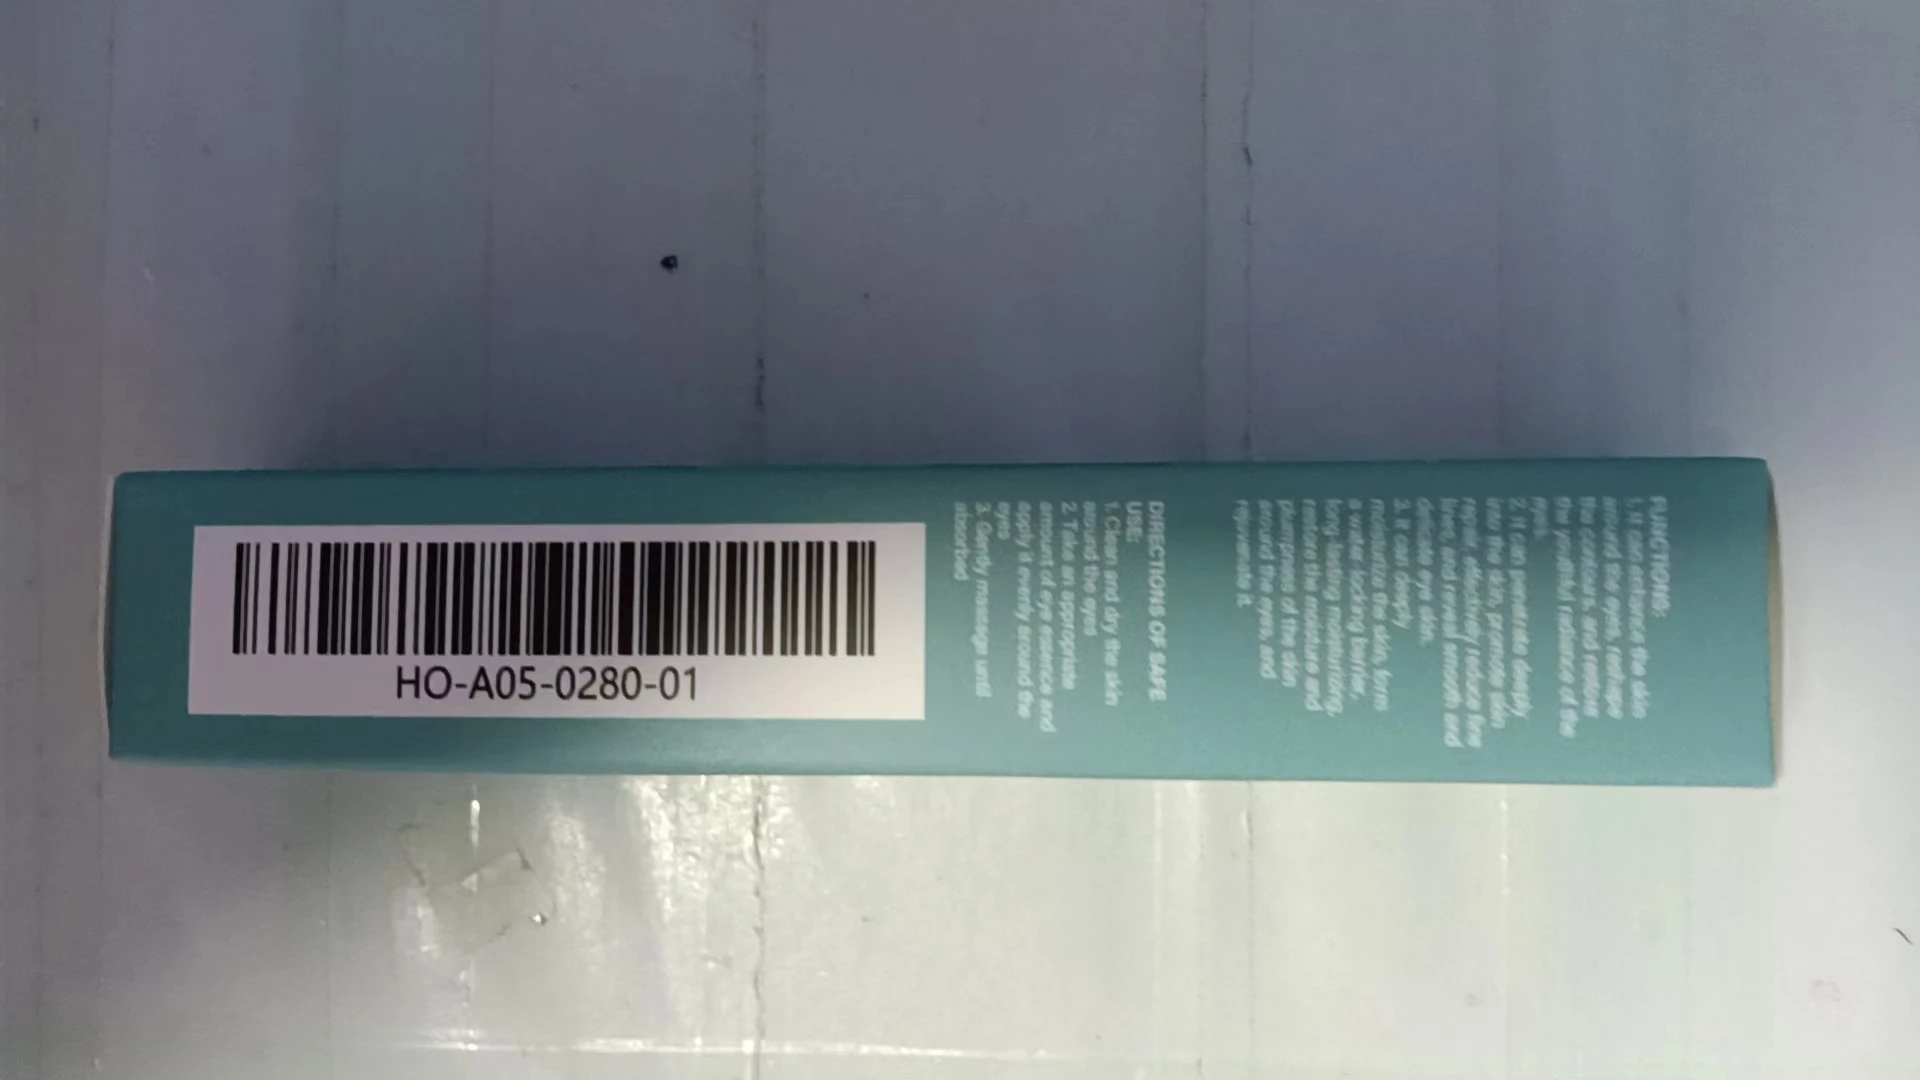 HO-A05-0280-01
FUNCTIONS:
1. It can enhance the skin
around the eyes, reshape
the contours, and restore
the youthful radiance of the
eyes.
2. It can penetrate deeply
into the skin, promote skin
repair, effectively reduce fine
lines, and reveal smooth and
delicate eye skin.
3. It can deeply
moisturize the skin, form
a water locking barrier,
long-lasting moisturizing,
restore the moisture and
plumpness of the skin
around the eyes, and
rejuvenate it.
DIRECTIONS OF SAFE
USE:
1. Clean and dry the skin
around the eyes
2. Take an appropriate
amount of eye essence and
apply it evenly around the
eyes
3. Gently massage until
absorbed